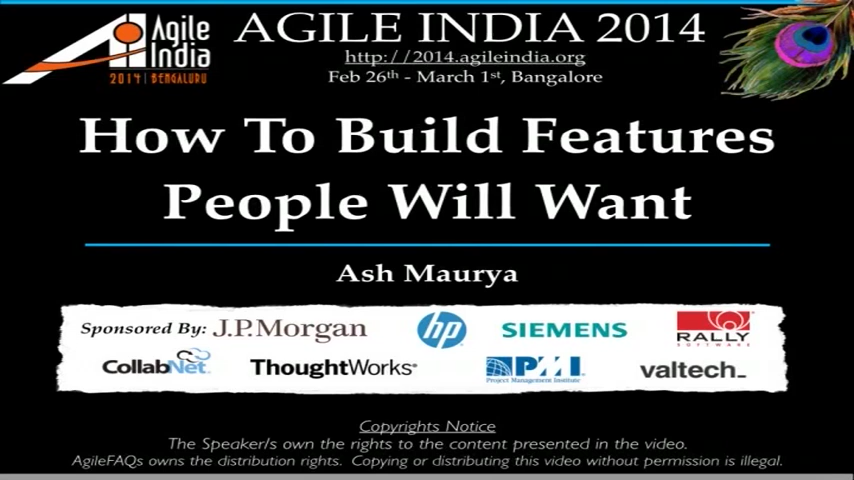 Agile
India
2014 | BENGALURU
AGILE INDIA 2014
http://2014.agileindia.org
Feb 26th - March 1st, Bangalore
How To Build Features
People Will Want
Ash Maurya
Sponsored By: J.P.Morgan hp SIEMENS RALLY
SOFTWARE
CollabNet ThoughtWorks® PMI valtech_
Project Management Institute
Copyrights Notice
The Speaker/s own the rights to the content presented in the video.
AgileFAQs owns the distribution rights. Copying or distributing this video without permission is illegal.